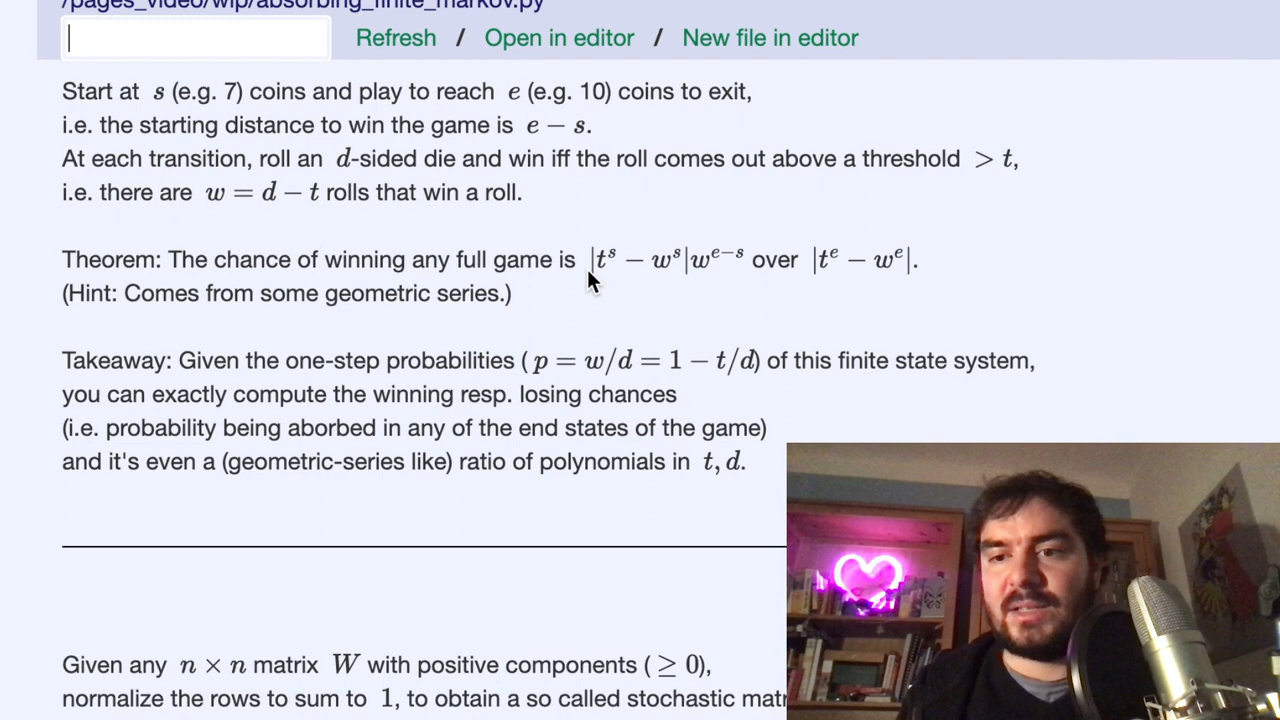 /pages_video/wip/absorbing_finite_markov.py
Refresh / Open in editor / New file in editor
Start at s (e.g. 7) coins and play to reach e (e.g. 10) coins to exit,
i.e. the starting distance to win the game is e − s.
At each transition, roll an d-sided die and win iff the roll comes out above a threshold > t,
i.e. there are w = d − t rolls that win a roll.
Theorem: The chance of winning any full game is |t^s − w^s|w^{e−s} over |t^e − w^e|.
(Hint: Comes from some geometric series.)
Takeaway: Given the one-step probabilities ( p = w/d = 1 − t/d) of this finite state system,
you can exactly compute the winning resp. losing chances
(i.e. probability being aborbed in any of the end states of the game)
and it's even a (geometric-series like) ratio of polynomials in t, d.
Given any n × n matrix W with positive components ( ≥ 0),
normalize the rows to sum to 1, to obtain a so called stochastic matr